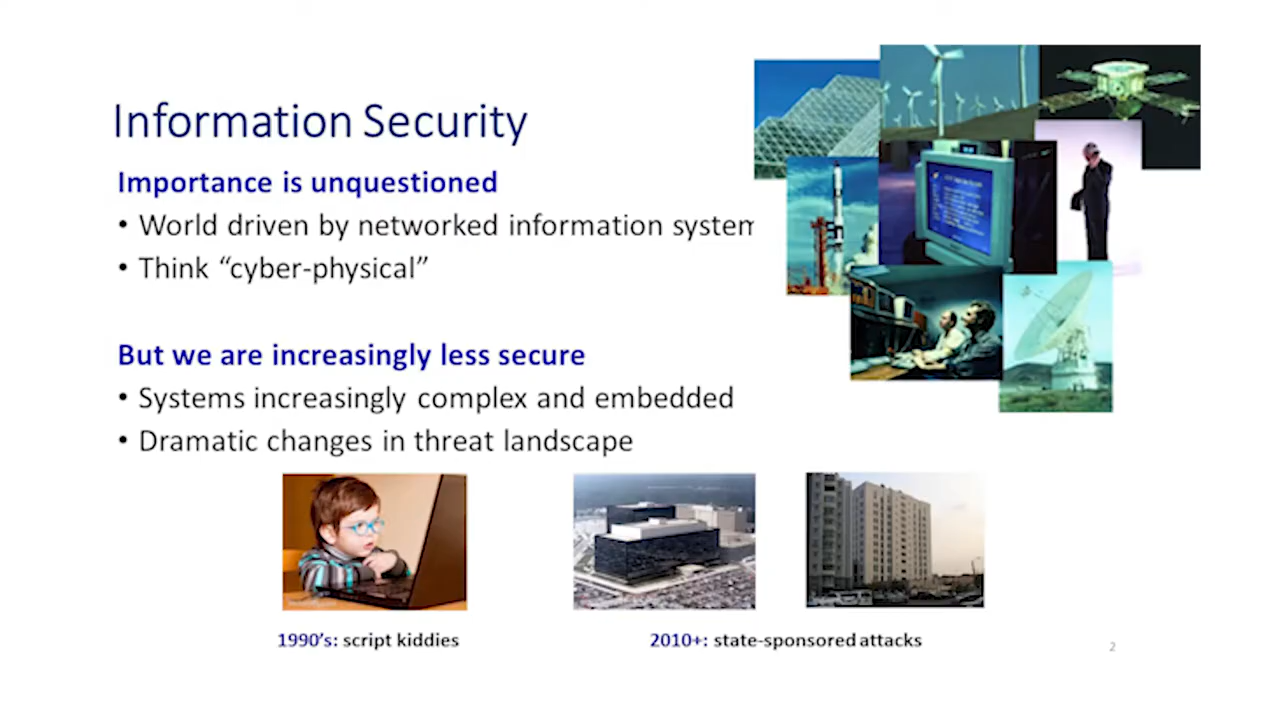 Information Security
Importance is unquestioned
• World driven by networked information system
• Think “cyber-physical”
But we are increasingly less secure
• Systems increasingly complex and embedded
• Dramatic changes in threat landscape
1990’s: script kiddies
2010+: state-sponsored attacks
2